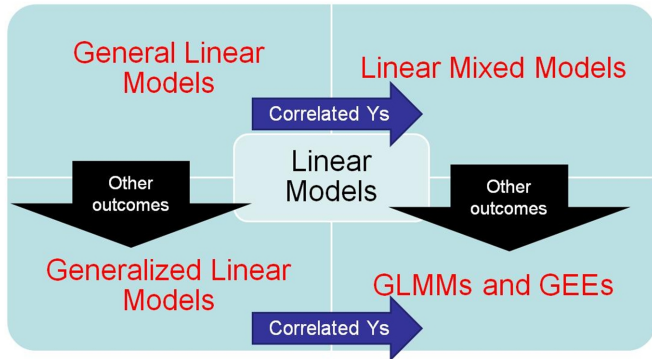 General Linear
Models
Linear Mixed Models
Correlated Ys
Linear
Models
Other
outcomes
Other
outcomes
Generalized Linear
Models
GLMMs and GEEs
Correlated Ys